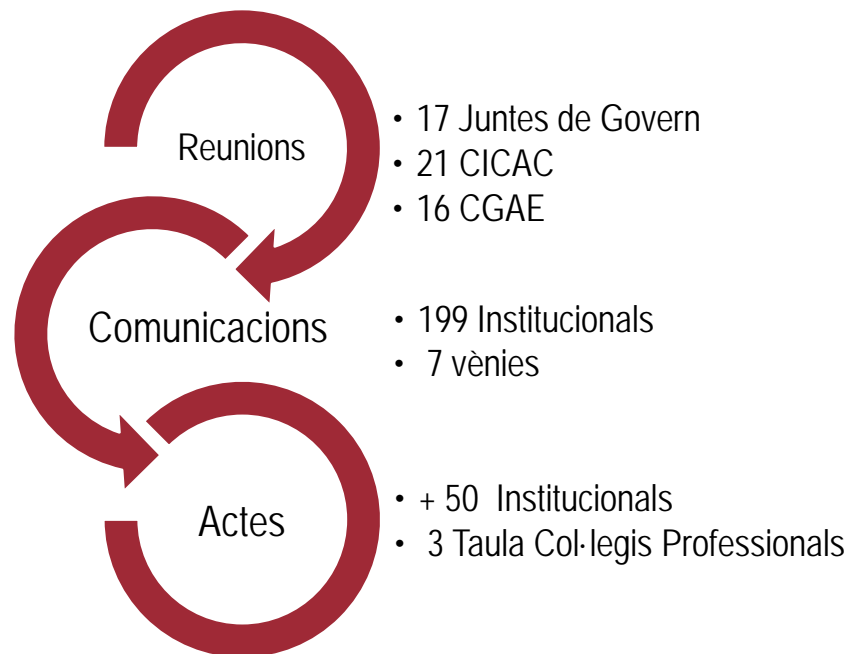 Reunions
• 17 Juntes de Govern
• 21 CICAC
• 16 CGAE
Comunicacions
• 199 Institucionals
• 7 vènies
Actes
• + 50 Institucionals
• 3 Taula Col·legis Professionals